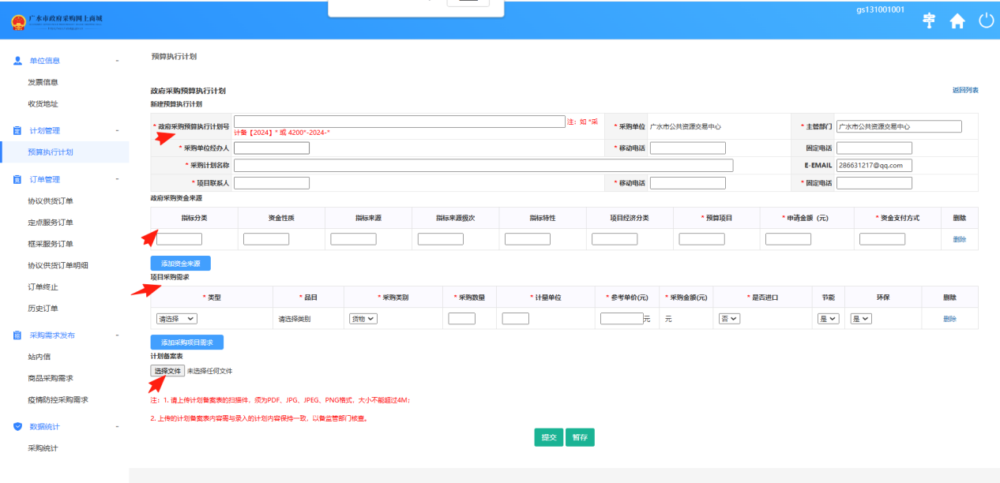 广水市政府采购网上商城
gs131001001
单位信息
发票信息
收货地址
计划管理
预算执行计划
订单管理
协议供货订单
定点服务订单
框采服务订单
协议供货订单明细
订单终止
历史订单
采购需求发布
站内信
商品采购需求
疫情防控采购需求
数据统计
采购统计
预算执行计划
政府采购预算执行计划 返回列表
新建预算执行计划
* 政府采购预算执行计划号 注: 如 *采
计备【2024】* 或 4200*-2024-*
* 采购单位 广水市公共资源交易中心 * 主管部门 广水市公共资源交易中心
* 采购单位经办人 * 移动电话 固定电话
* 采购计划名称 E-EMAIL 286631217@qq.com
* 项目联系人 * 移动电话 * 固定电话
政府采购资金来源
指标分类 资金性质 指标来源 指标来源级次 指标特性 项目经济分类 * 预算项目 * 申请金额（元） * 资金支付方式 删除
删除
添加资金来源
项目采购需求
* 类型 * 品目 * 采购类别 * 采购数量 * 计量单位 * 参考单价(元) * 采购金额(元) * 是否进口 节能 环保 删除
请选择 请选择类别 货物 元 元 否 是 是 删除
添加采购项目需求
计划备案表
选择文件 未选择任何文件
注：1. 请上传计划备案表的扫描件，须为PDF、JPG、JPEG、PNG格式，大小不能超过4M；
2. 上传的计划备案表内容需与录入的计划内容保持一致，以备监管部门核查。
提交 暂存